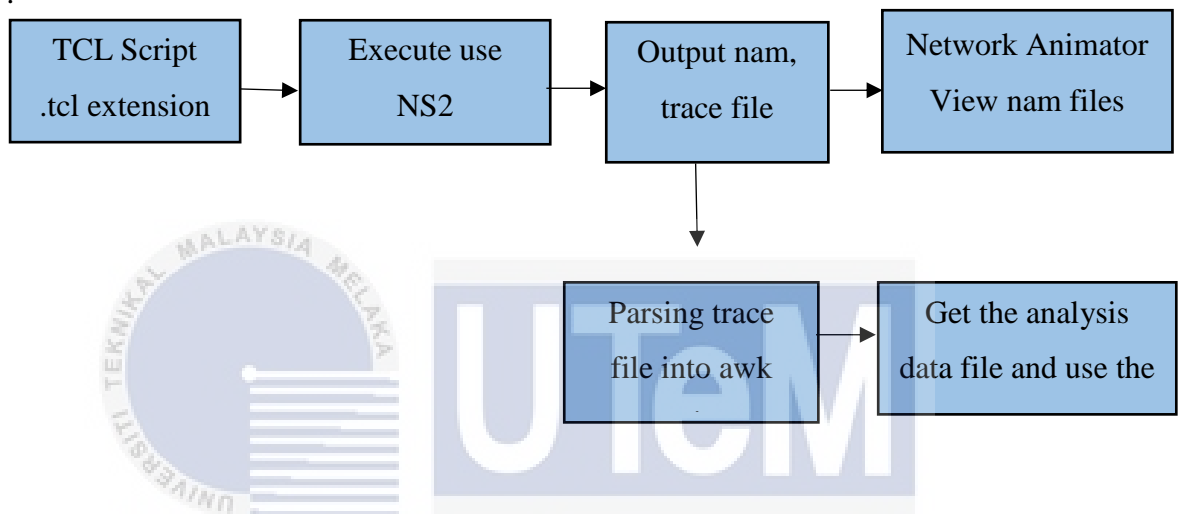 TCL Script
.tcl extension
Execute use
NS2
Output nam,
trace file
Network Animator
View nam files
Parsing trace
file into awk
Get the analysis
data file and use the
UNIVERSITI TEKNIKAL MALAYSIA MELAKA
UTeM